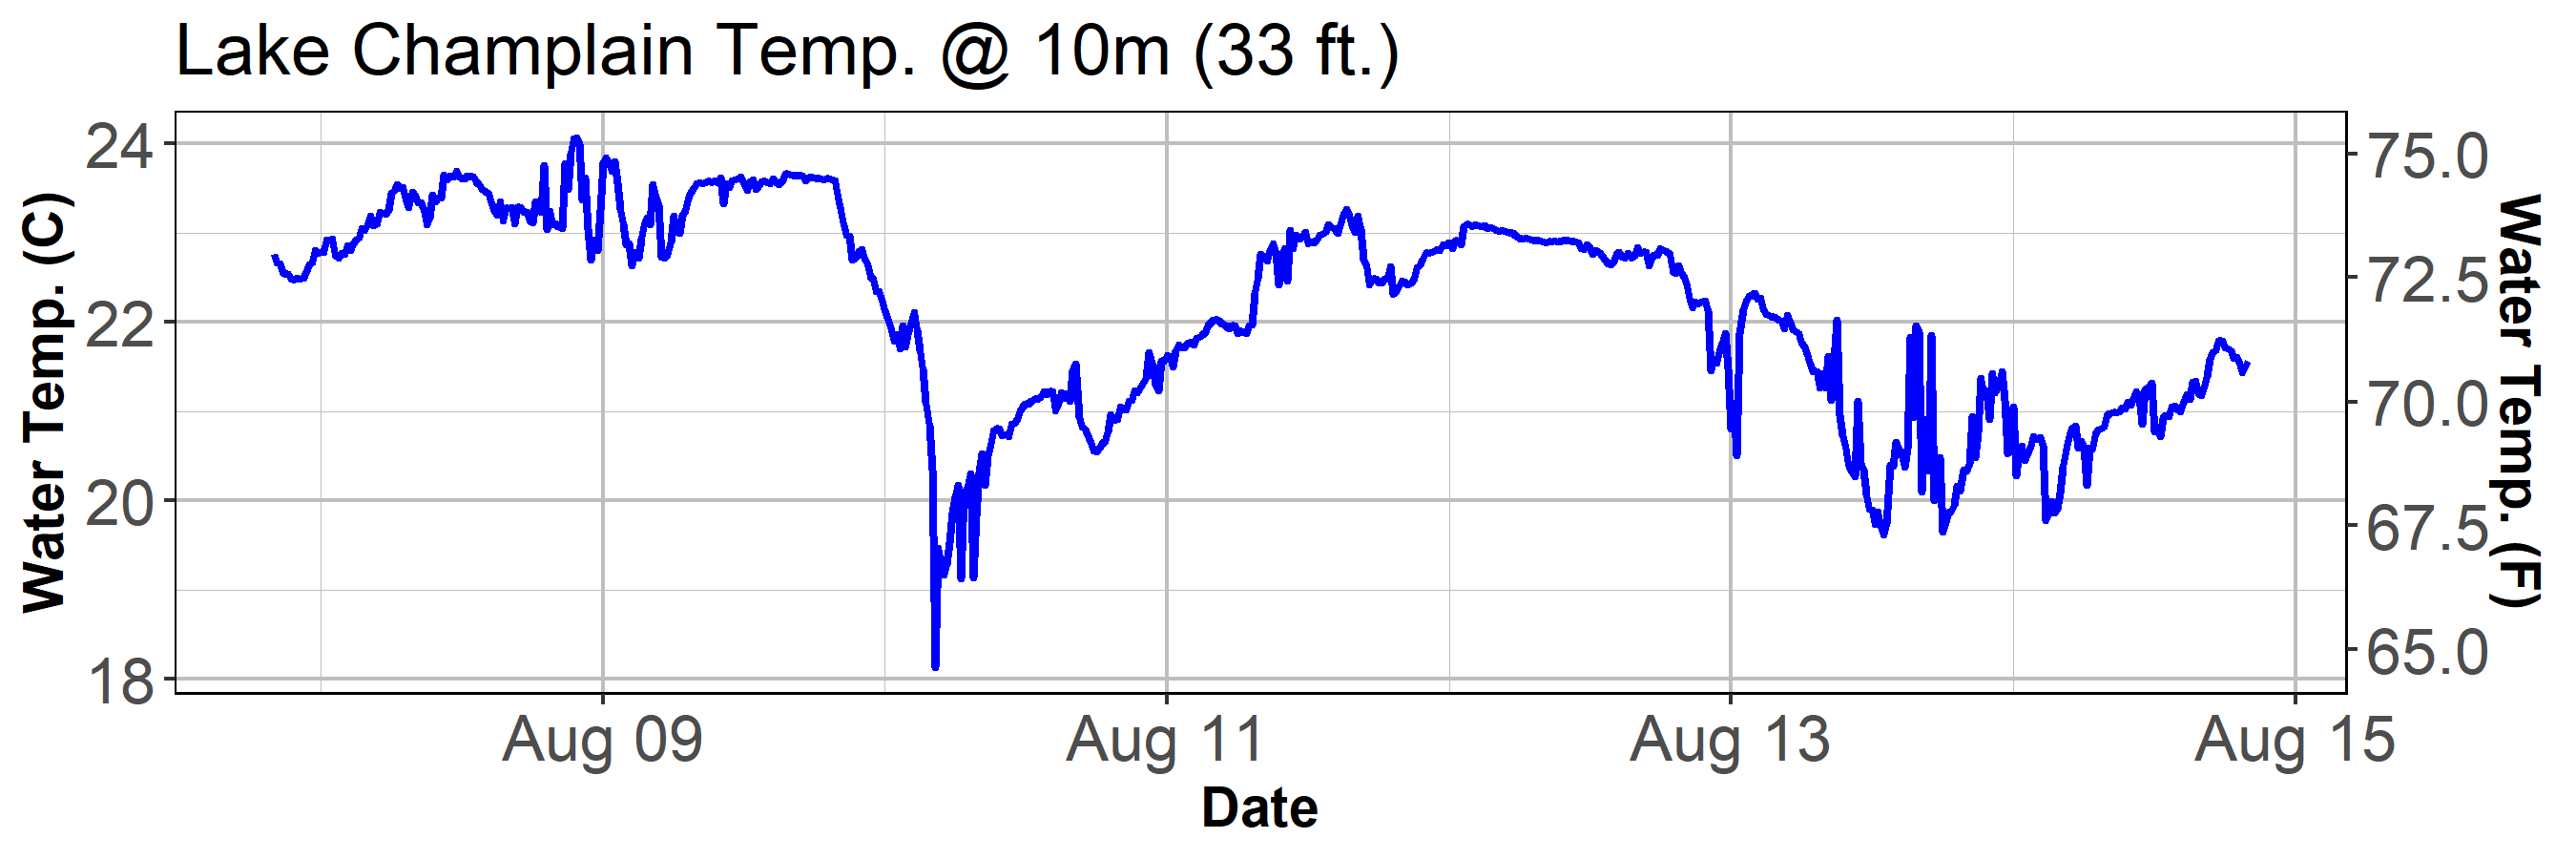 Lake Champlain Temp. @ 10m (33 ft.)
Water Temp. (C)
24
22
20
18
75.0
72.5
70.0
67.5
65.0
Water Temp. (F)
Aug 09
Aug 11
Aug 13
Aug 15
Date